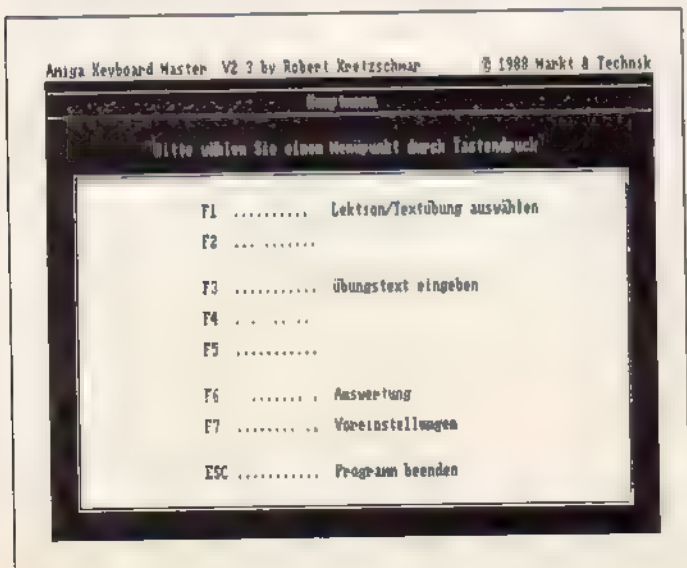 Amiga Keyboard Master V2 3 by Robert Kretzschmar © 1988 Markt & Technik
Hauptmenü
Bitte wählen Sie einen Menüpunkt durch Tastendruck
F1 .......... Lektion/Textübung auswählen
F2 ... .......
F3 ........... übungstext eingeben
F4 . . .. ..
F5 ...........
F6 ....... . Auswertung
F7 ........ .. Voreinstellungen
ESC ........... Programm beenden